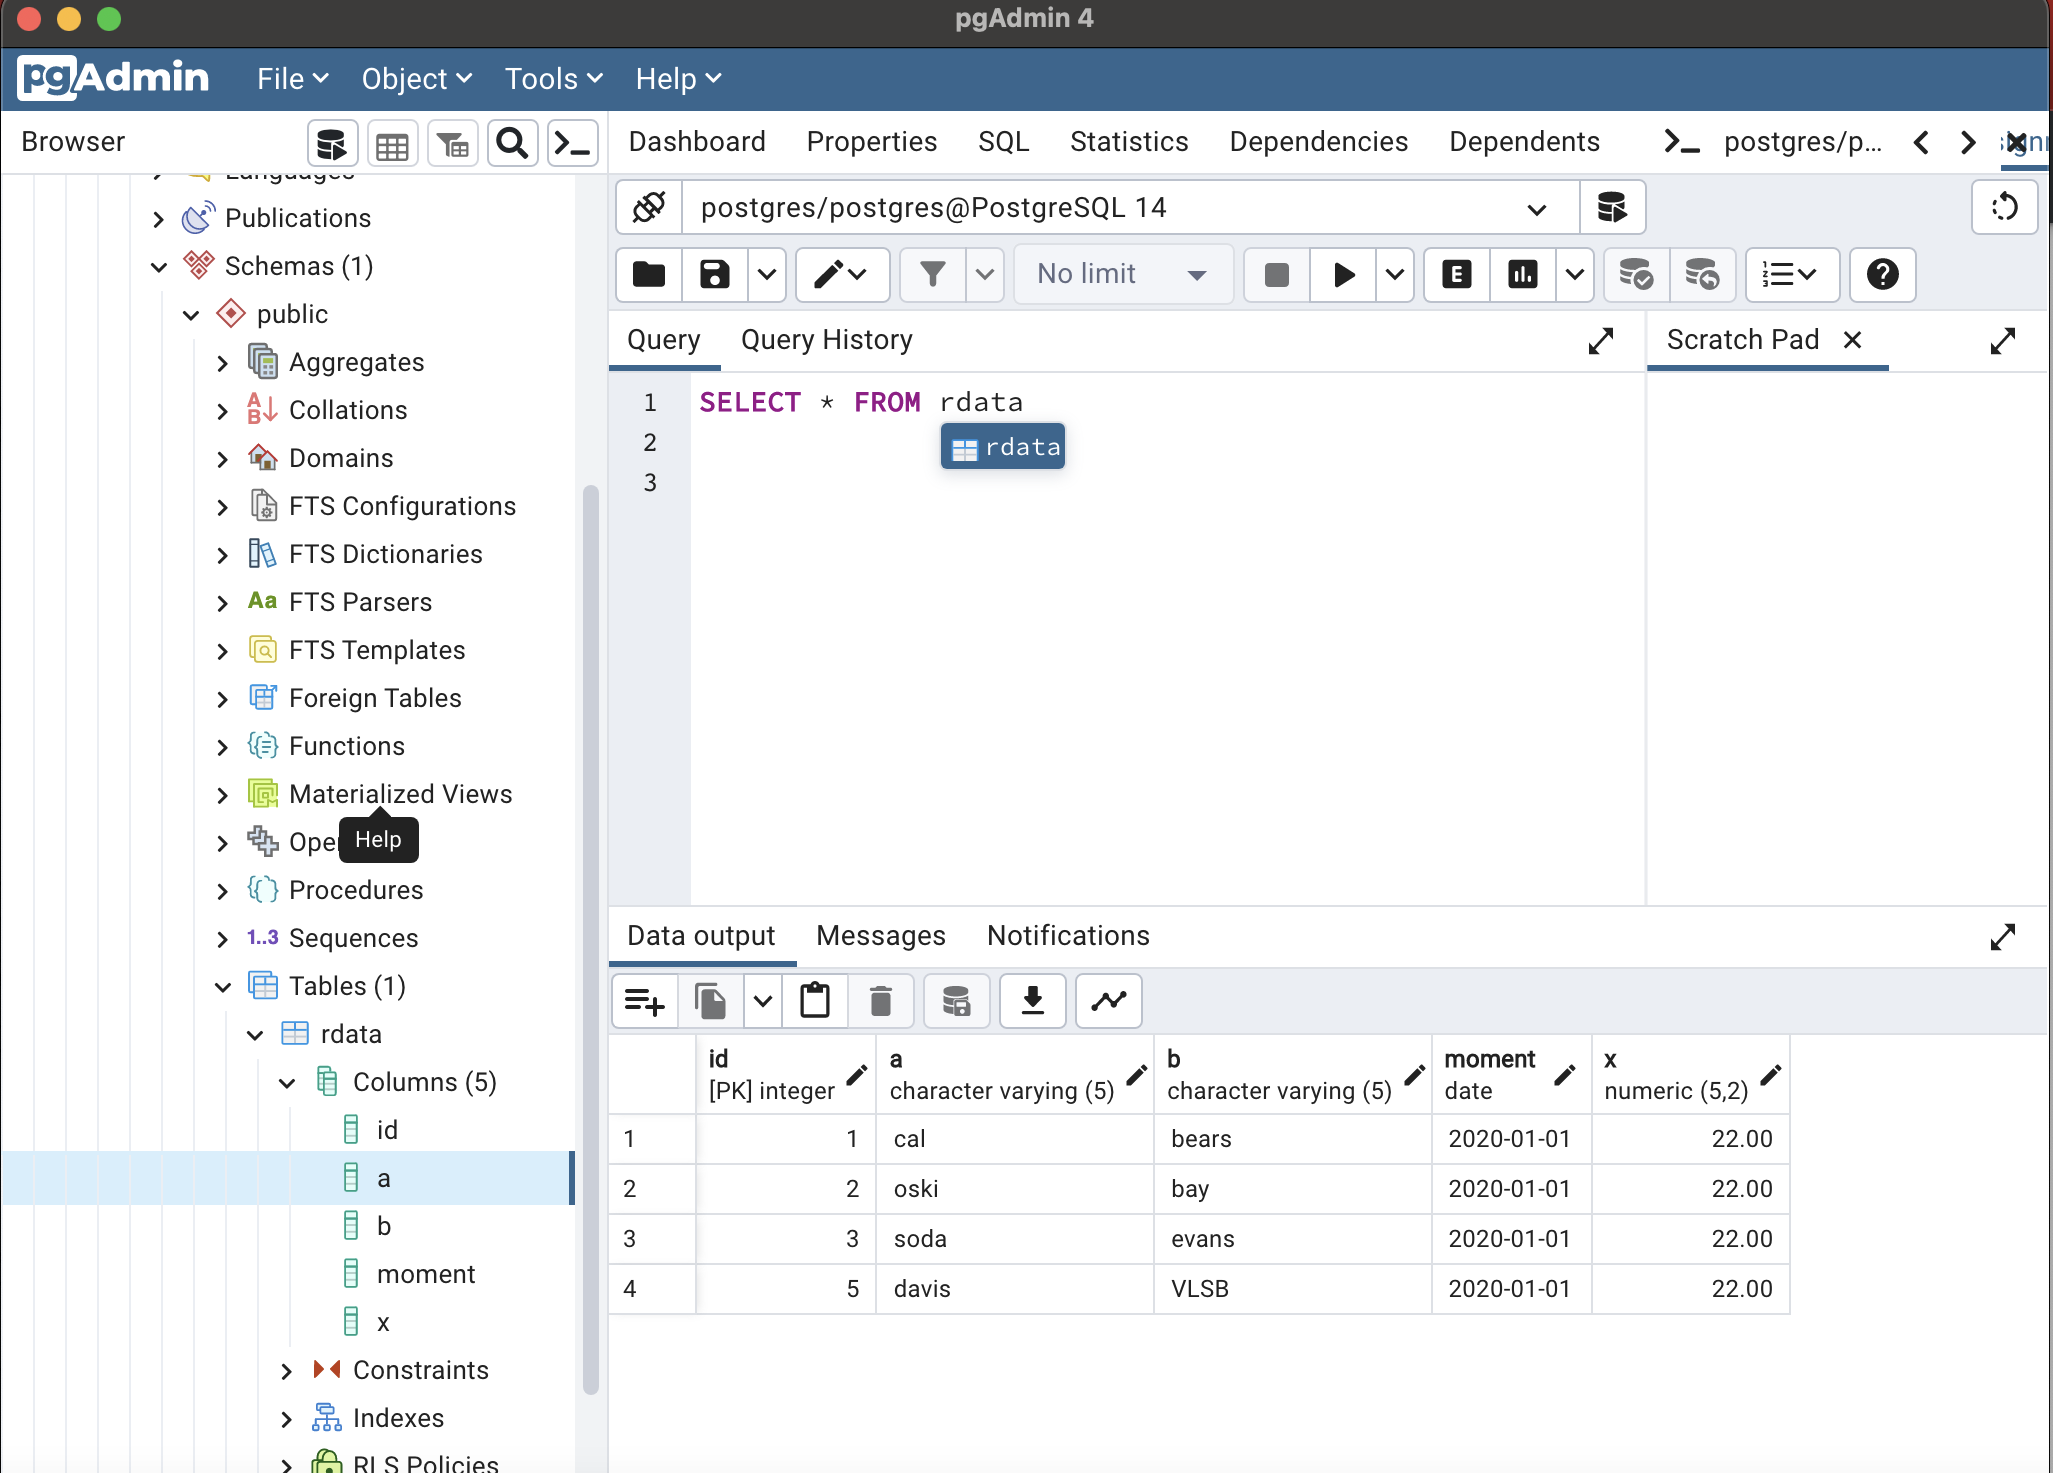 pgAdmin 4
pgAdmin File Object Tools Help
Browser
Dashboard Properties SQL Statistics Dependencies Dependents postgres/p...
Languages
Publications
Schemas (1)
public
Aggregates
Collations
Domains
FTS Configurations
FTS Dictionaries
Aa FTS Parsers
FTS Templates
Foreign Tables
Functions
Materialized Views
Help
Procedures
1..3 Sequences
Tables (1)
rdata
Columns (5)
id
a
b
moment
x
Constraints
Indexes
RLS Policies
postgres/postgres@PostgreSQL 14
No limit
E
Query Query History
Scratch Pad
1 SELECT * FROM rdata
2 rdata
3
Data output Messages Notifications
id a b moment x
[PK] integer character varying (5) character varying (5) date numeric (5,2)
1 1 cal bears 2020-01-01 22.00
2 2 oski bay 2020-01-01 22.00
3 3 soda evans 2020-01-01 22.00
4 5 davis VLSB 2020-01-01 22.00